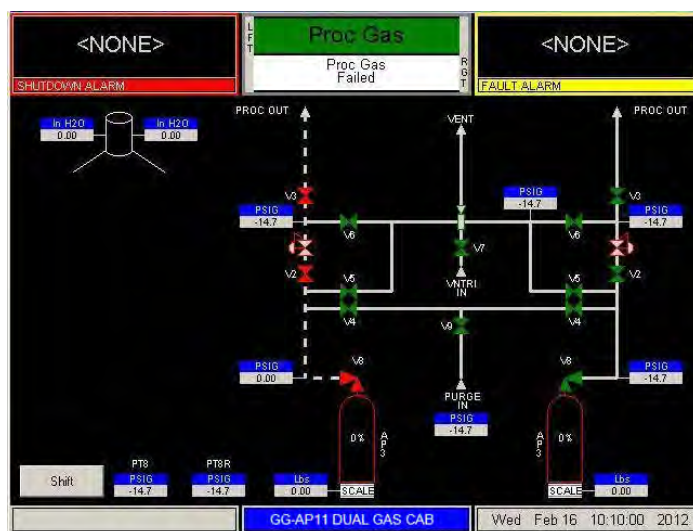 <NONE>
SHUTDOWN ALARM
LFT
Proc Gas
Proc Gas
Failed
RGT
<NONE>
FAULT ALARM
In H2O
0.00
In H2O
0.00
PROC OUT
VENT
PROC OUT
V3
PSIG
-14.7
V6
V7
PSIG
-14.7
V6
V3
PSIG
-14.7
V2
V5
VNTRI
IN
V5
V2
V4
V9
V4
PSIG
0.00
V8
PURGE
IN
PSIG
-14.7
V8
PSIG
-14.7
0%
AP3
0%
AP3
Shift
PT8
PSIG
-14.7
PT8R
PSIG
-14.7
Lbs
0.00
SCALE
SCALE
Lbs
0.00
GG-AP11 DUAL GAS CAB
Wed Feb 16 10:10:00 2012